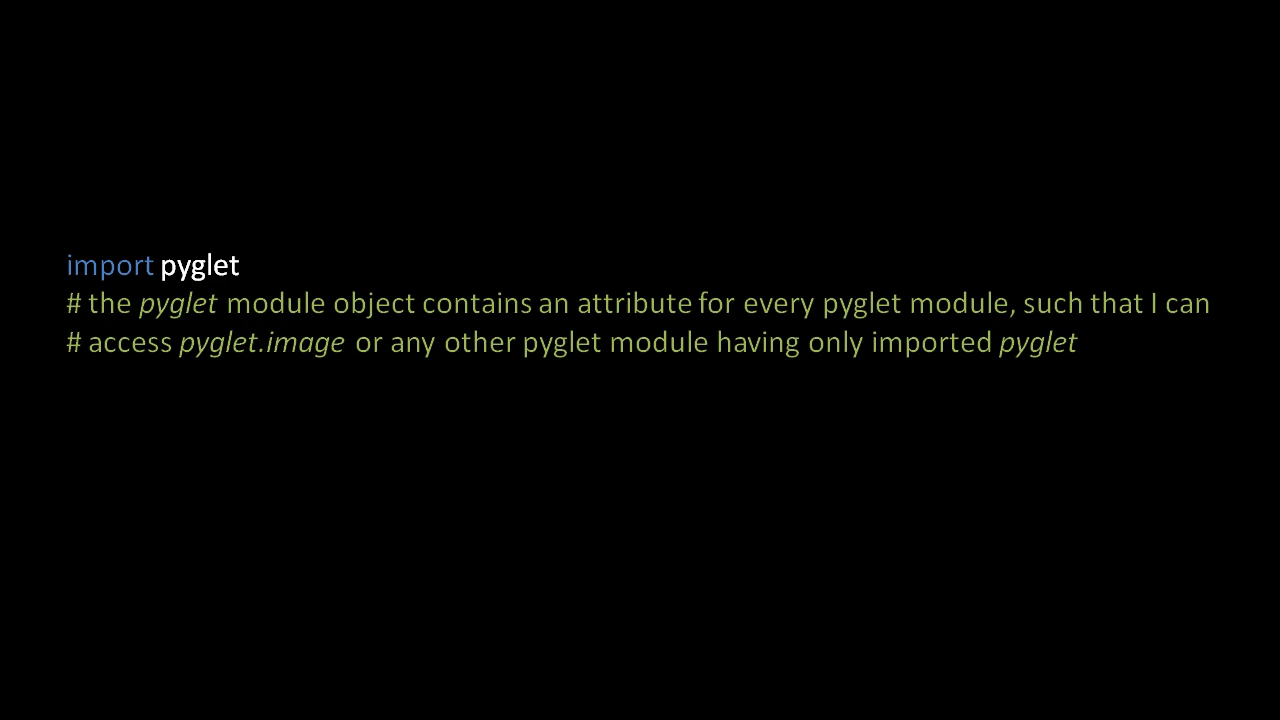 import pyglet
# the pyglet module object contains an attribute for every pyglet module, such that I can
# access pyglet.image or any other pyglet module having only imported pyglet